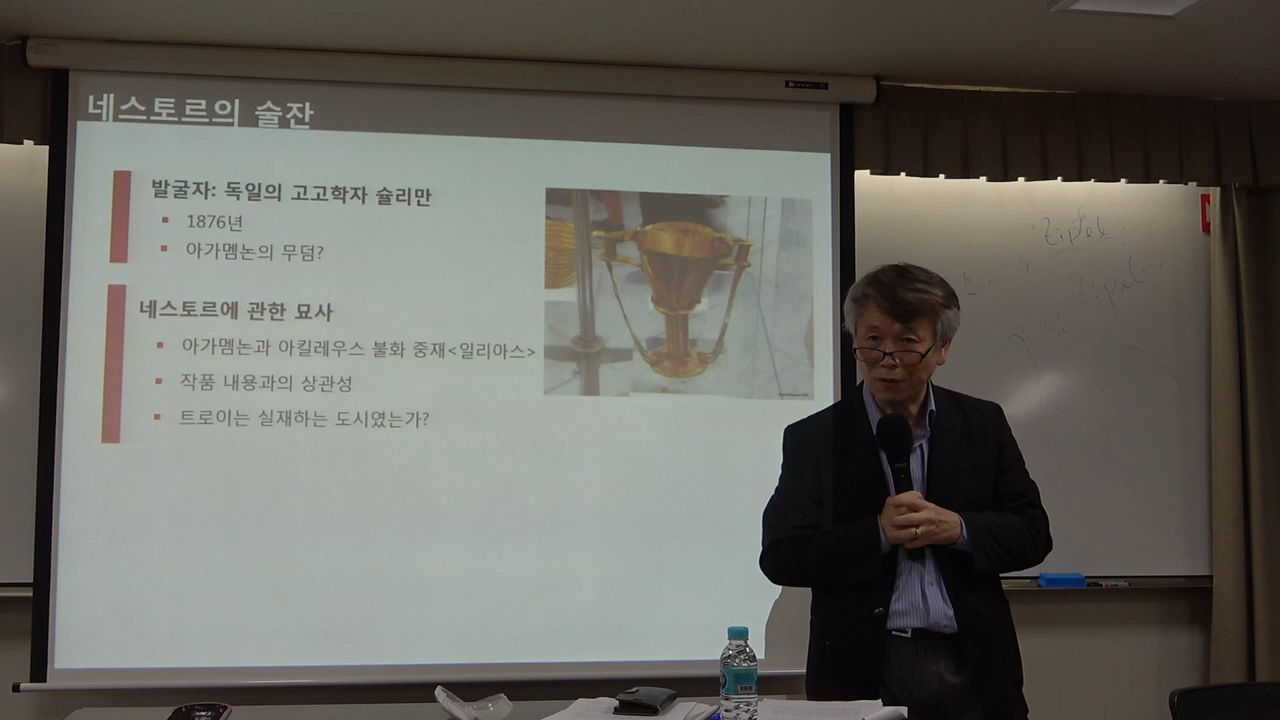 네스토르의 술잔
발굴자: 독일의 고고학자 슐리만
1876년
아가멤논의 무덤?
네스토르에 관한 묘사
아가멤논과 아킬레우스 불화 중재<일리아스>
작품 내용과의 상관성
트로이는 실재하는 도시였는가?
Zipfel